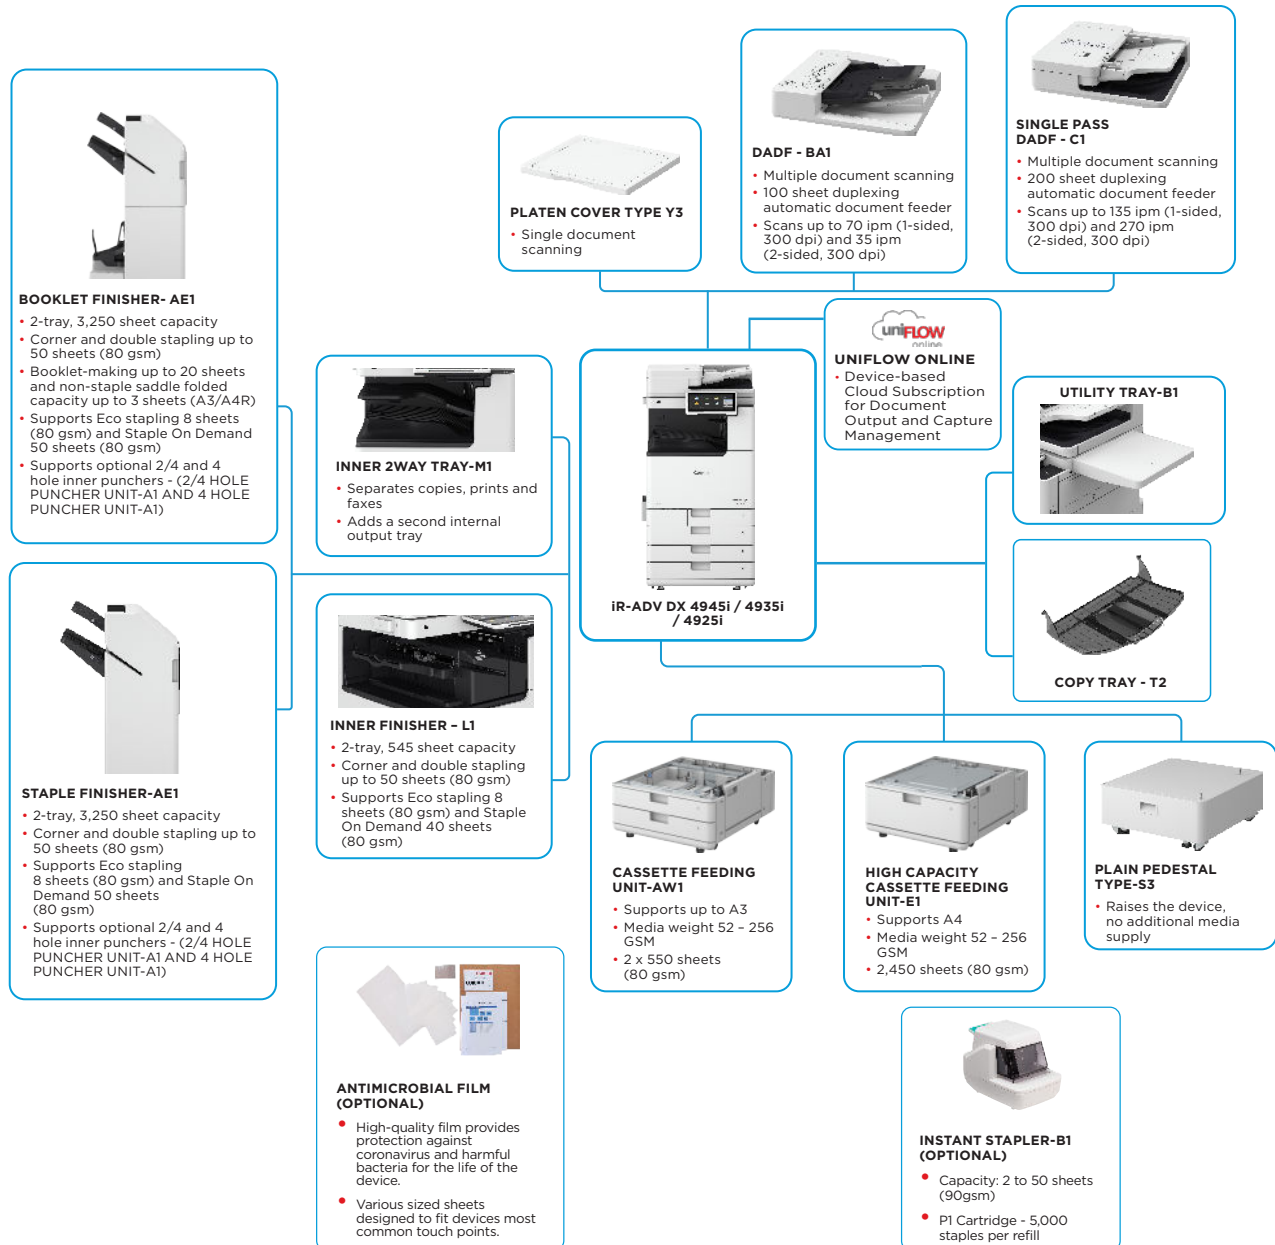 SINGLE PASS
DADF - C1
• Multiple document scanning
• 200 sheet duplexing
automatic document feeder
• Scans up to 135 ipm (1-sided,
300 dpi) and 270 ipm
(2-sided, 300 dpi)
DADF - BA1
• Multiple document scanning
• 100 sheet duplexing
automatic document feeder
• Scans up to 70 ipm (1-sided,
300 dpi) and 35 ipm
(2-sided, 300 dpi)
PLATEN COVER TYPE Y3
• Single document
scanning
BOOKLET FINISHER- AE1
• 2-tray, 3,250 sheet capacity
• Corner and double stapling up to
50 sheets (80 gsm)
• Booklet-making up to 20 sheets
and non-staple saddle folded
capacity up to 3 sheets (A3/A4R)
• Supports Eco stapling 8 sheets
(80 gsm) and Staple On Demand
50 sheets (80 gsm)
• Supports optional 2/4 and 4
hole inner punchers - (2/4 HOLE
PUNCHER UNIT-A1 AND 4 HOLE
PUNCHER UNIT-A1)
uniFLOW
online
UNIFLOW ONLINE
• Device-based
Cloud Subscription
for Document
Output and Capture
Management
INNER 2WAY TRAY-M1
• Separates copies, prints and
faxes
• Adds a second internal
output tray
Canon
iR-ADV DX 4945i / 4935i
/ 4925i
UTILITY TRAY-B1
COPY TRAY - T2
STAPLE FINISHER-AE1
• 2-tray, 3,250 sheet capacity
• Corner and double stapling up to
50 sheets (80 gsm)
• Supports Eco stapling
8 sheets (80 gsm) and Staple On
Demand 50 sheets
(80 gsm)
• Supports optional 2/4 and 4
hole inner punchers - (2/4 HOLE
PUNCHER UNIT-A1 AND 4 HOLE
PUNCHER UNIT-A1)
INNER FINISHER – L1
• 2-tray, 545 sheet capacity
• Corner and double stapling
up to 50 sheets (80 gsm)
• Supports Eco stapling 8
sheets (80 gsm) and Staple
On Demand 40 sheets
(80 gsm)
CASSETTE FEEDING
UNIT-AW1
• Supports up to A3
• Media weight 52 – 256
GSM
• 2 x 550 sheets
(80 gsm)
HIGH CAPACITY
CASSETTE FEEDING
UNIT-E1
• Supports A4
• Media weight 52 – 256
GSM
• 2,450 sheets (80 gsm)
PLAIN PEDESTAL
TYPE-S3
• Raises the device,
no additional media
supply
ANTIMICROBIAL FILM
(OPTIONAL)
• High-quality film provides
protection against
coronavirus and harmful
bacteria for the life of the
device.
• Various sized sheets
designed to fit devices most
common touch points.
INSTANT STAPLER-B1
(OPTIONAL)
• Capacity: 2 to 50 sheets
(90gsm)
• P1 Cartridge - 5,000
staples per refill